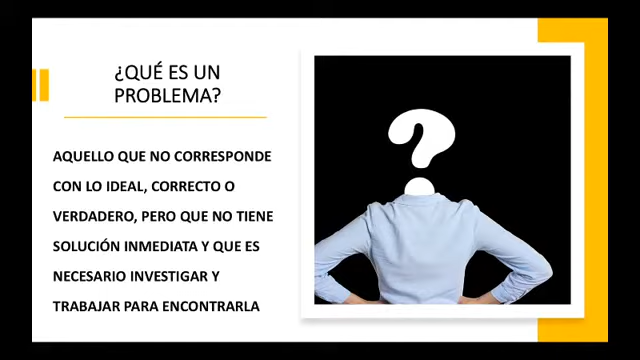 ¿QUÉ ES UN
PROBLEMA?
AQUELLO QUE NO CORRESPONDE
CON LO IDEAL, CORRECTO O
VERDADERO, PERO QUE NO TIENE
SOLUCIÓN INMEDIATA Y QUE ES
NECESARIO INVESTIGAR Y
TRABAJAR PARA ENCONTRARLA
?